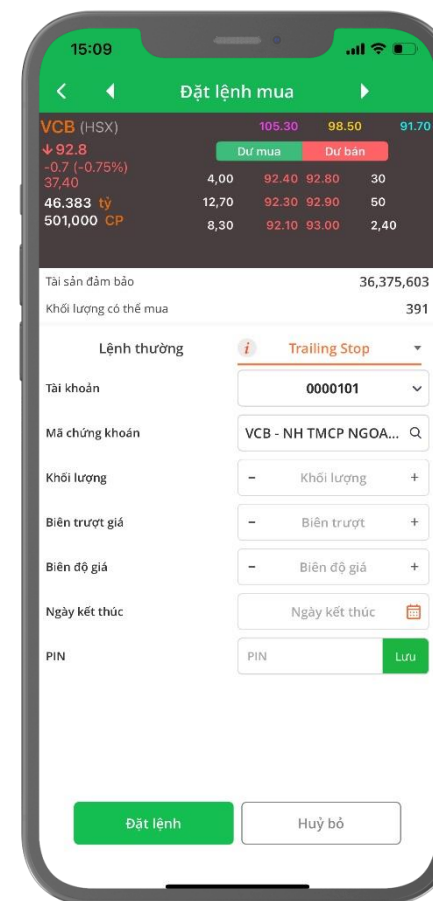 15:09
Đặt lệnh mua
VCB (HSX) 105.30 98.50 91.70
92.8 Dư mua Dư bán
-0.7 (-0.75%)
37,40 4,00 92.40 92.80 30
46.383 tỷ 12,70 92.30 92.90 50
501,000 CP 8,30 92.10 93.00 2,40
Tài sản đảm bảo 36,375,603
Khối lượng có thể mua 391
Lệnh thường i Trailing Stop
Tài khoản 0000101
Mã chứng khoán VCB - NH TMCP NGOA...
Khối lượng - Khối lượng +
Biên trượt giá - Biên trượt +
Biên độ giá - Biên độ giá +
Ngày kết thúc Ngày kết thúc
PIN PIN Lưu
Đặt lệnh Huỷ bỏ